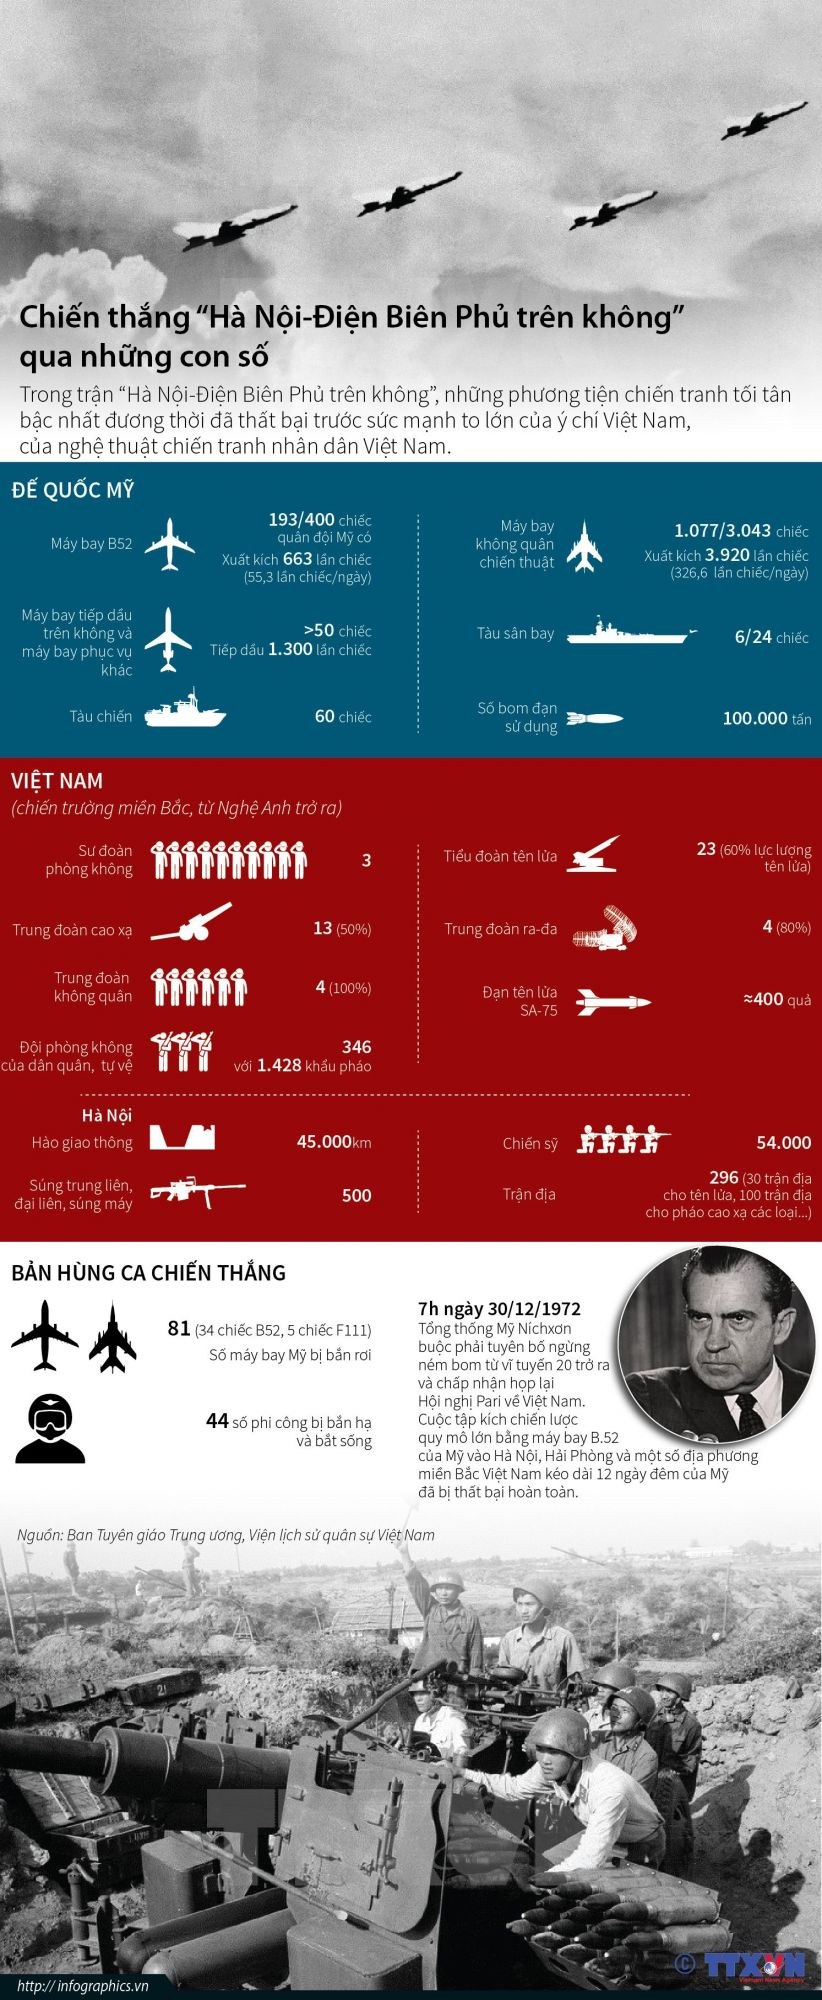 Chiến thắng “Hà Nội-Điện Biên Phủ trên không”
qua những con số
Trong trận “Hà Nội-Điện Biên Phủ trên không”, những phương tiện chiến tranh tối tân
bậc nhất đương thời đã thất bại trước sức mạnh to lớn của ý chí Việt Nam,
của nghệ thuật chiến tranh nhân dân Việt Nam.
ĐẾ QUỐC MỸ
Máy bay B52
193/400 chiếc
quân đội Mỹ có
Xuất kích 663 lần chiếc
(55,3 lần chiếc/ngày)
Máy bay
không quân
chiến thuật
1.077/3.043 chiếc
Xuất kích 3.920 lần chiếc
(326,6 lần chiếc/ngày)
Máy bay tiếp dầu
trên không và
máy bay phục vụ
khác
>50 chiếc
Tiếp dầu 1.300 lần chiếc
Tàu sân bay
6/24 chiếc
Tàu chiến
60 chiếc
Số bom đạn
sử dụng
100.000 tấn
VIỆT NAM
(chiến trường miền Bắc, từ Nghệ Anh trở ra)
Sư đoàn
phòng không
3
Tiểu đoàn tên lửa
23 (60% lực lượng
tên lửa)
Trung đoàn cao xạ
13 (50%)
Trung đoàn ra-đa
4 (80%)
Trung đoàn
không quân
4 (100%)
Đạn tên lửa
SA-75
≈400 quả
Đội phòng không
của dân quân, tự vệ
346
với 1.428 khẩu pháo
Hà Nội
Hào giao thông
45.000km
Chiến sỹ
54.000
Súng trung liên,
đại liên, súng máy
500
Trận địa
296 (30 trận địa
cho tên lửa, 100 trận địa
cho pháo cao xạ các loại...)
BẢN HÙNG CA CHIẾN THẮNG
81 (34 chiếc B52, 5 chiếc F111)
Số máy bay Mỹ bị bắn rơi
44 số phi công bị bắn hạ
và bắt sống
7h ngày 30/12/1972
Tổng thống Mỹ Níchxơn
buộc phải tuyên bố ngừng
ném bom từ vĩ tuyến 20 trở ra
và chấp nhận họp lại
Hội nghị Pari về Việt Nam.
Cuộc tập kích chiến lược
quy mô lớn bằng máy bay B.52
của Mỹ vào Hà Nội, Hải Phòng và một số địa phương
miền Bắc Việt Nam kéo dài 12 ngày đêm của Mỹ
đã bị thất bại hoàn toàn.
Nguồn: Ban Tuyên giáo Trung ương, Viện lịch sử quân sự Việt Nam
21
© TTXVN
Vietnam News Agency
http://infographics.vn